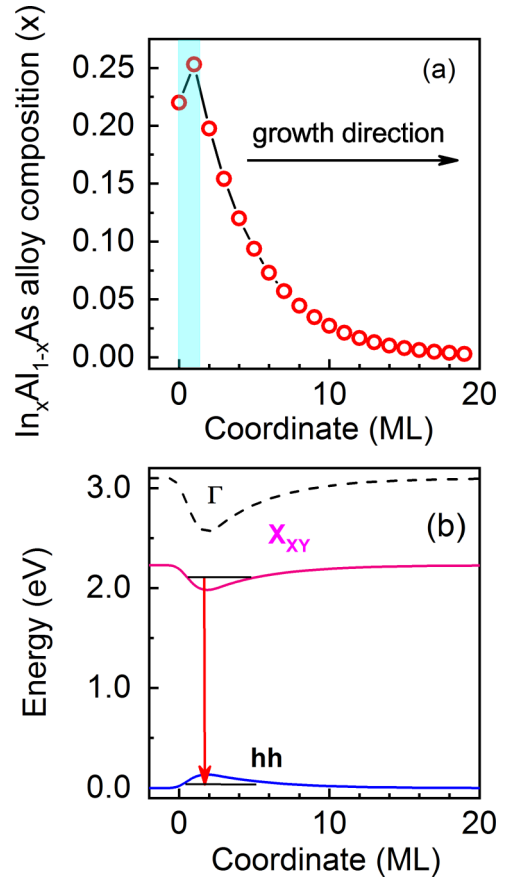 (a)
growth direction
InxAl1-xAs alloy composition (x)
0.25
0.20
0.15
0.10
0.05
0.00
0 10 20
Coordinate (ML)
(b)
Γ
XXY
hh
Energy (eV)
3.0
2.0
1.0
0.0
0 10 20
Coordinate (ML)